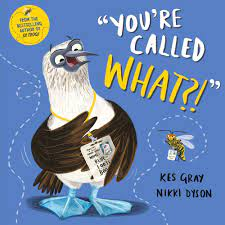 FROM THE
BESTSELLING
AUTHOR OF
OI FROG!
"YOU'RE
CALLED
WHAT?!"
KES GRAY
NIKKI DYSON